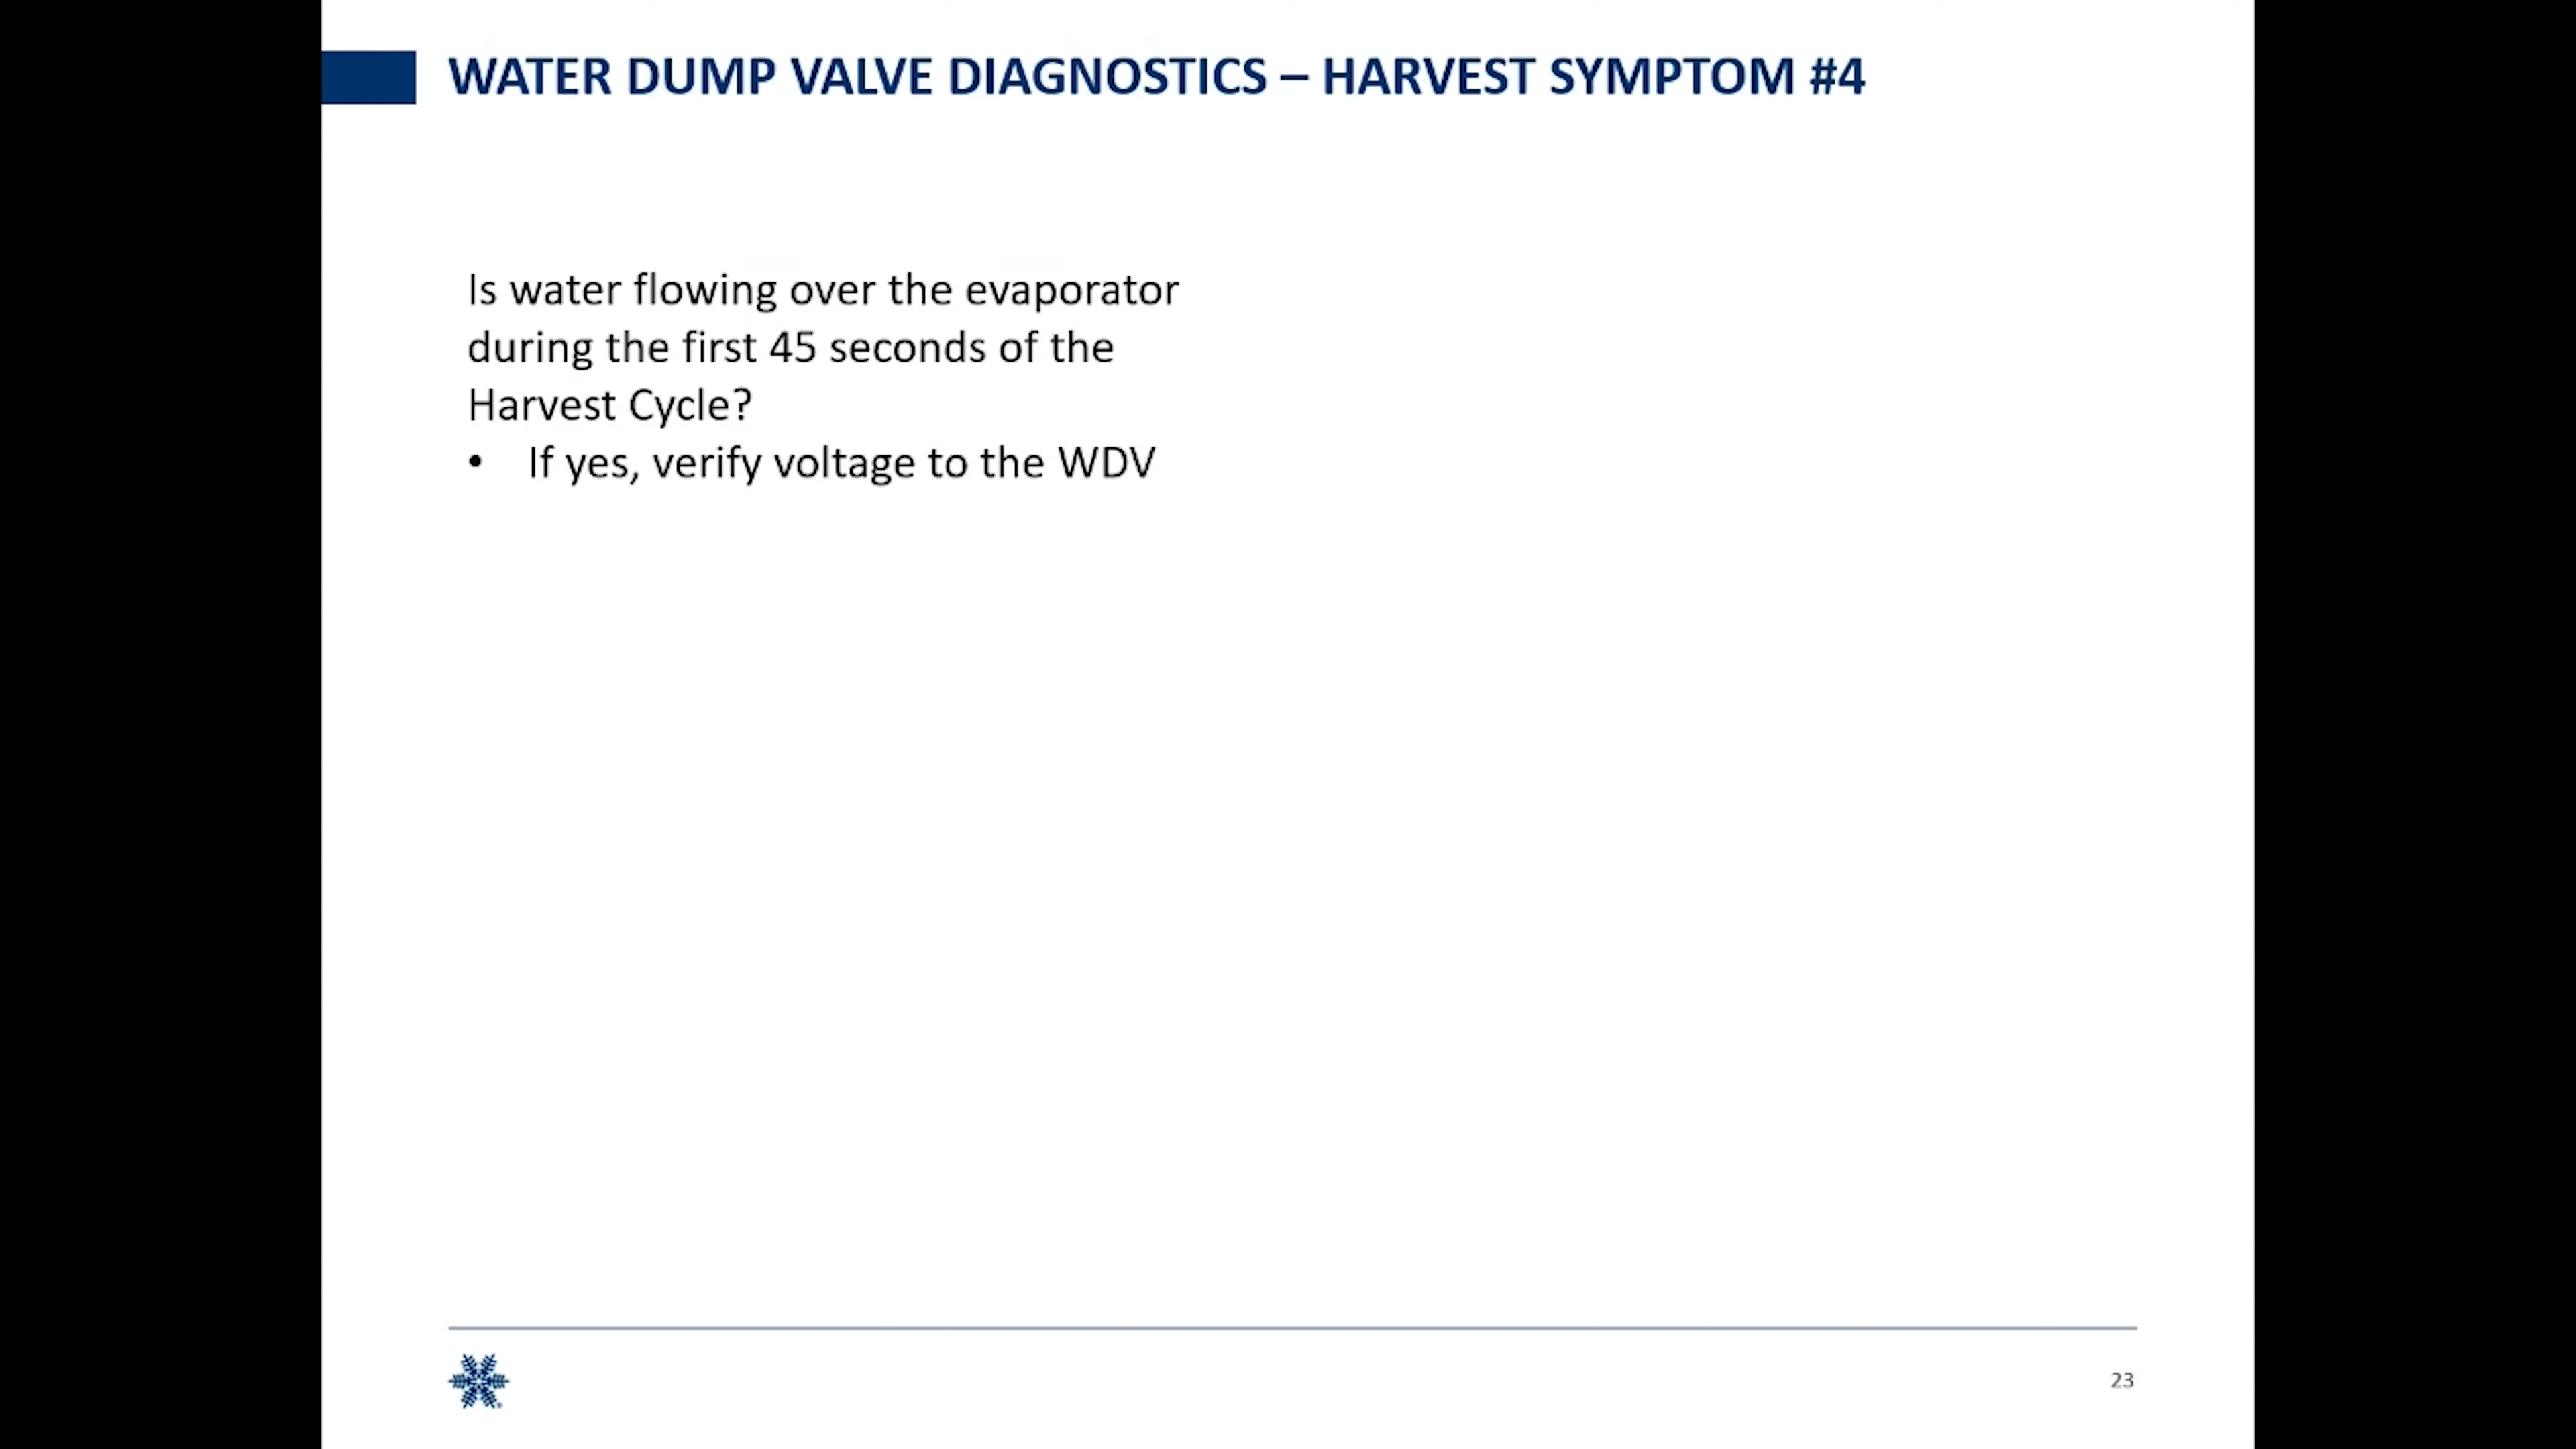 WATER DUMP VALVE DIAGNOSTICS – HARVEST SYMPTOM #4
Is water flowing over the evaporator
during the first 45 seconds of the
Harvest Cycle?
• If yes, verify voltage to the WDV
23